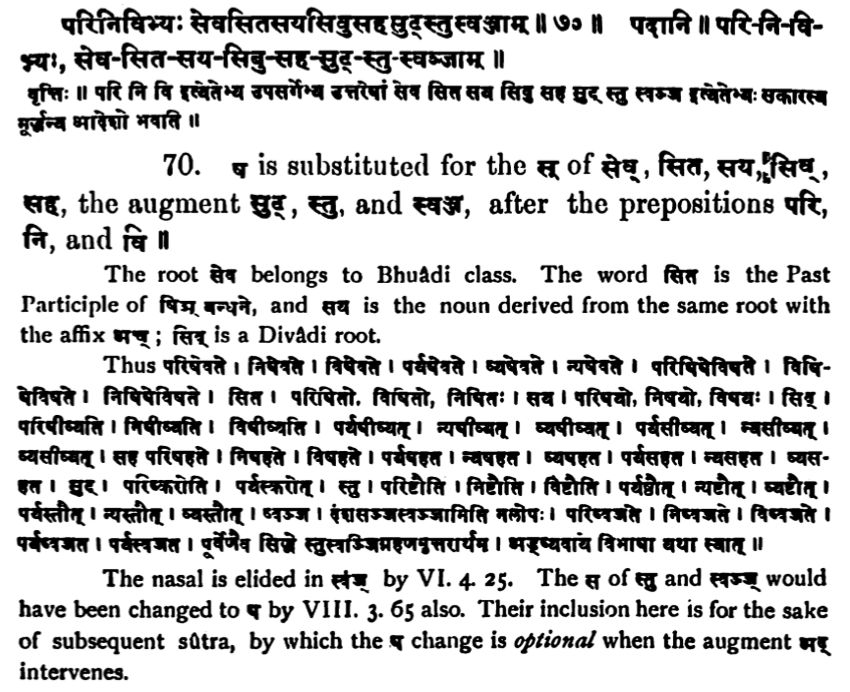 परिनिविभ्यः सेवसितसयसिवुसहसुट्स्तुस्वञ्जाम् ॥ ७० ॥ पदानि ॥ परि-नि-वि-
भ्यः, सेव-सित-सय-सिवु-सह-सुट्-स्तु-स्वञ्जाम् ॥
वृत्तिः ॥ परि नि वि इत्येतेभ्य उपसर्गेभ्य उत्तरेषां सेव सित सय सिवु सह सुट् स्तु स्वञ्ज इत्येतेभ्यः सकारस्य
मूर्द्धन्य आदेशो भवति ॥
70. ष is substituted for the स् of सेव्, सित, सय, सिव्,
सह, the augment सुट्, स्तु, and स्वञ्ज, after the prepositions परि,
नि, and वि ॥
The root सेव belongs to Bhuâdi class. The word सित is the Past
Participle of षिञ् बन्धने, and सय is the noun derived from the same root with
the affix अच्; सिव् is a Divâdi root.
Thus परिषेवते । निषेवते । विषेवते । पर्यषेवते । व्यषेवते । न्यषेवते । परिषिषेविषते । विषि-
षेविषते । निषिषेविषते । सित । परिषितो, विषितो, निषितः । सय । परिषयो, निषयो, विषयः । सिव् ।
परिषीव्यति । निषीव्यति । विषीव्यति । पर्यषीव्यत् । न्यषीव्यत् । व्यषीव्यत् । पर्यसीव्यत् । न्यसीव्यत् ।
व्यसीव्यत् । सह परिषहते । निषहते । विषहते । पर्यषहत । न्यषहत । व्यषहत । पर्यसहत । न्यसहत । व्यस-
हत । सुट् । परिष्करोति । पर्यस्करोत् । स्तु । परिष्टौति । निष्टौति । विष्टौति । पर्यष्टौत् । न्यष्टौत् । व्यष्टौत् ।
पर्यस्तौत् । न्यस्तौत् । व्यस्तौत् । ष्वञ्ज । दंशसञ्जस्वञ्जामिति नलोपः । परिष्वजते । निष्वजते । विष्वजते ।
पर्यष्वजत । पर्यस्वजत । पूर्वेणैव सिद्धे स्तुस्वञ्जिग्रहणमुत्तरार्थम् । अड्व्यवाये विभाषा यथा स्यात् ॥
The nasal is elided in स्वंज् by VI. 4. 25. The स of स्तु and स्वञ्ज् would
have been changed to ष by VIII. 3. 65 also. Their inclusion here is for the sake
of subsequent sûtra, by which the ष change is optional when the augment अट्
intervenes.